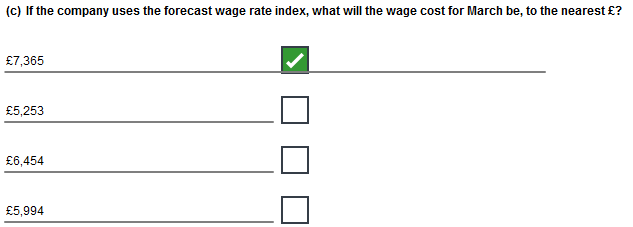 (c) If the company uses the forecast wage rate index, what will the wage cost for March be, to the nearest £?
£7,365
£5,253
£6,454
£5,994